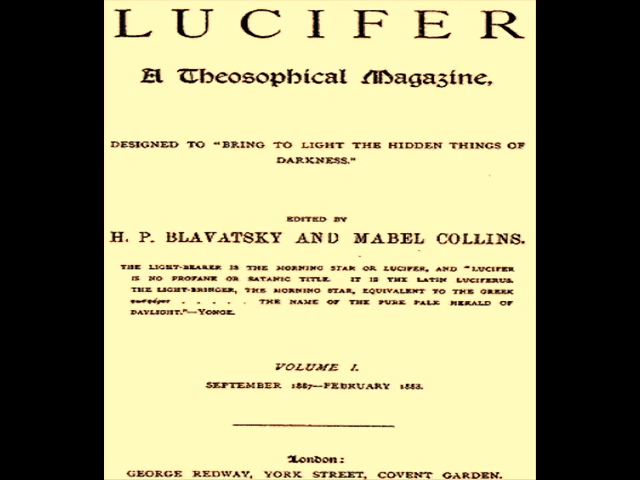 LUCIFER
A Theosophical Magazine,
DESIGNED TO "BRING TO LIGHT THE HIDDEN THINGS OF
DARKNESS."
EDITED BY
H. P. BLAVATSKY AND MABEL COLLINS.
THE LIGHT-BEARER IS THE MORNING STAR OR LUCIFER, AND "LUCIFER
IS NO PROFANE OR SATANIC TITLE. IT IS THE LATIN LUCIFERUS,
THE LIGHT-BRINGER, THE MORNING STAR, EQUIVALENT TO THE GREEK
. . . . . THE NAME OF THE PURE PALE HERALD OF
DAYLIGHT."—YONGE.
VOLUME I.
SEPTEMBER 1887—FEBRUARY 1888.
London:
GEORGE REDWAY, YORK STREET, COVENT GARDEN.